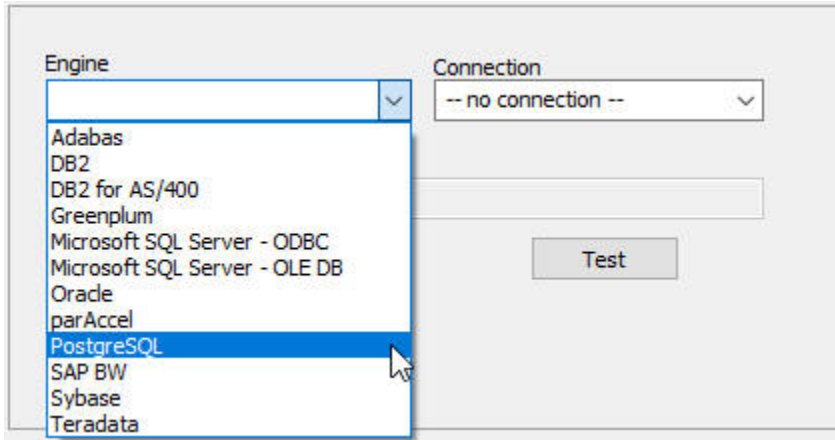 Engine
Connection
-- no connection --
Adabas
DB2
DB2 for AS/400
Greenplum
Microsoft SQL Server - ODBC
Microsoft SQL Server - OLE DB
Test
Oracle
parAccel
PostgreSQL
SAP BW
Sybase
Teradata